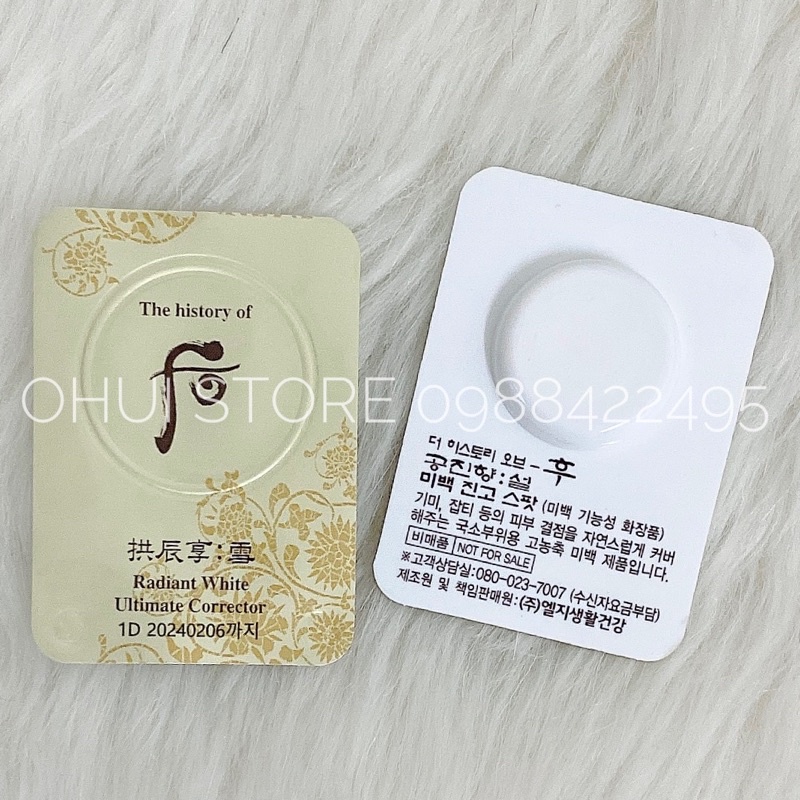 The history of
후
拱辰享:雪
Radiant White
Ultimate Corrector
1D 20240206까지
OHUI STORE 0988422495
더 히스토리 오브 - 후
공진향:설
미백 진고 스팟 (미백 기능성 화장품)
기미, 잡티 등의 피부 결점을 자연스럽게 커버
해주는 국소부위용 고농축 미백 제품입니다.
비매품 NOT FOR SALE
※고객상담실:080-023-7007 (수신자요금부담)
제조원 및 책임판매원:(주)엘지생활건강